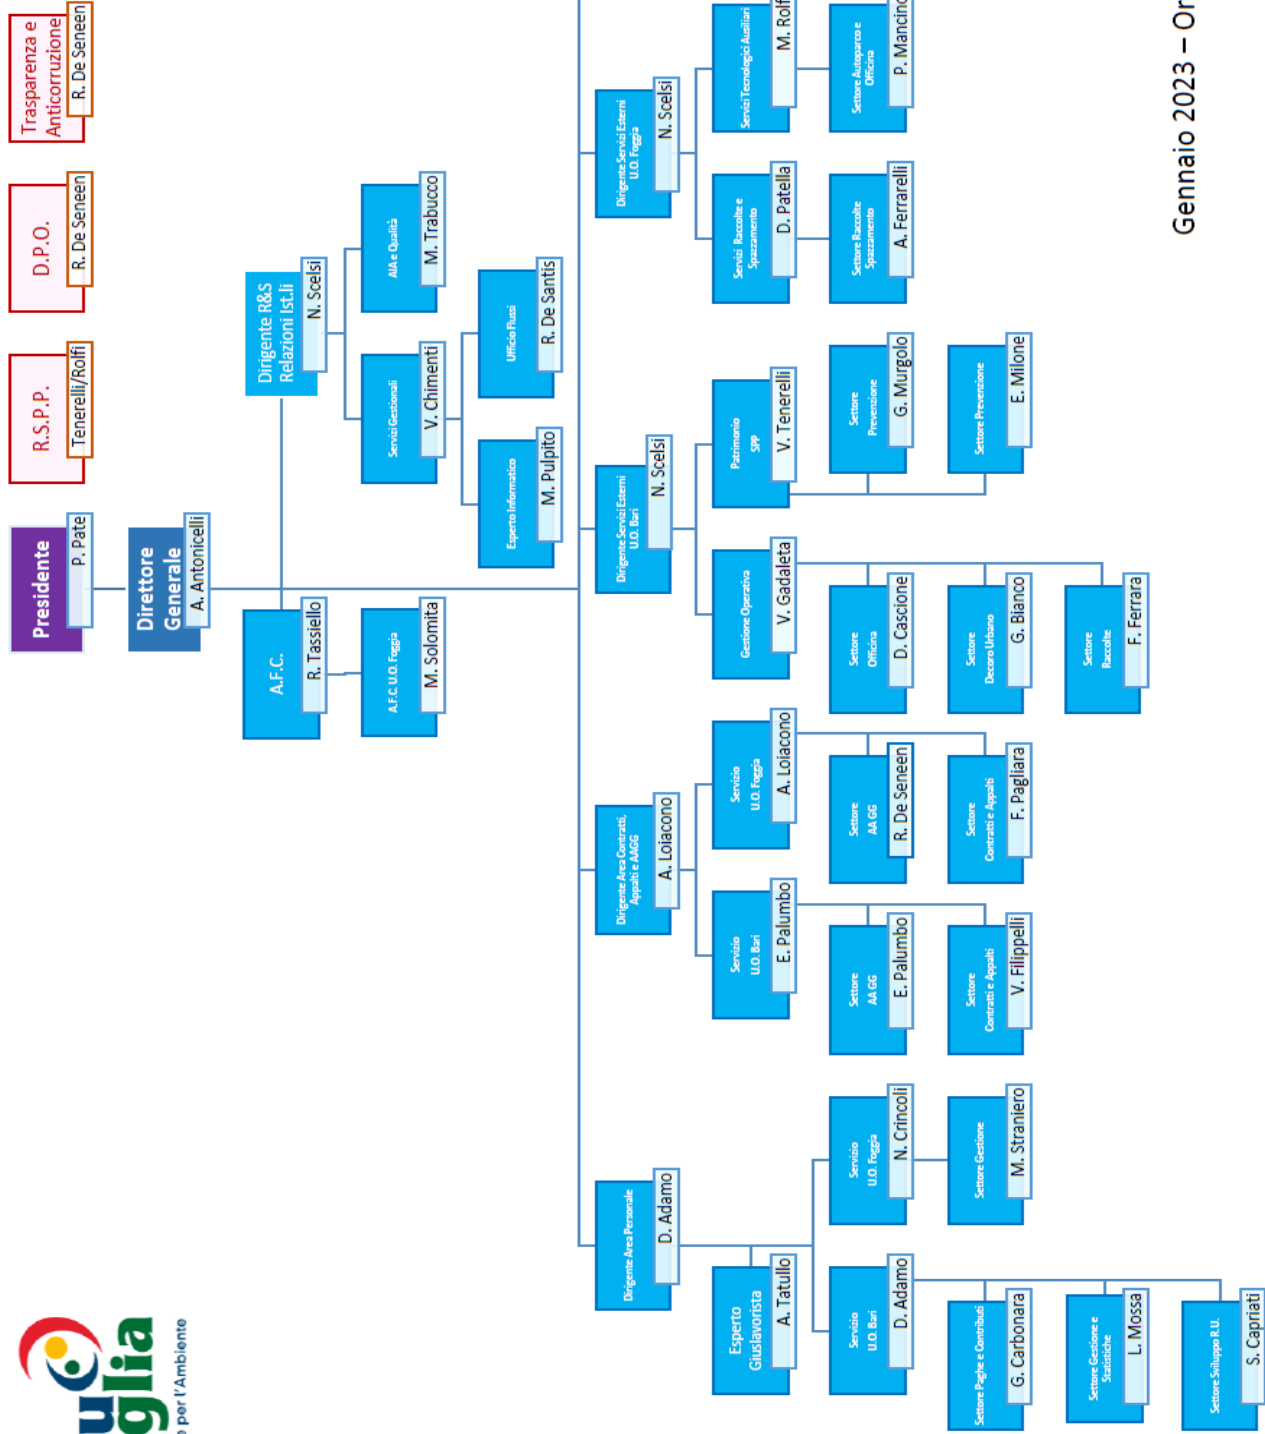 u
glia
e per l'Ambiente
Presidente
P. Pate
R.S.P.P.
Tenerelli/Rolfi
D.P.O.
R. De Seneen
Trasparenza e
Anticorruzione
R. De Seneen
Direttore
Generale
A. Antonicelli
A.F.C.
R. Tassiello
A.F.C. U.O. Foggia
M. Solomita
Dirigente R&S
Relazioni Ist.li
N. Scelsi
Servizi Gestionali
V. Chimenti
AIA e Qualità
M. Trabucco
Esperto Informatico
M. Pulpito
Ufficio Flussi
R. De Santis
Dirigente Area Personale
D. Adamo
Esperto
Giuslavorista
A. Tatullo
Servizio
U.O. Bari
D. Adamo
Settore Paghe e Contributi
G. Carbonara
Settore Gestione e
Statistiche
L. Mossa
Settore Sviluppo R.U.
S. Capriati
Servizio
U.O. Foggia
N. Crincoli
Settore Gestione
M. Straniero
Dirigente Area Contratti,
Appalti e AAGG
A. Loiacono
Servizio
U.O. Bari
E. Palumbo
Settore
AA GG
E. Palumbo
Settore
Contratti e Appalti
V. Filippelli
Servizio
U.O. Foggia
A. Loiacono
Settore
AA GG
R. De Seneen
Settore
Contratti e Appalti
F. Pagliara
Dirigente Servizi Esterni
U.O. Bari
N. Scelsi
Gestione Operativa
V. Gadaleta
Settore
Officina
D. Cascione
Settore
Decoro Urbano
G. Bianco
Settore
Raccolte
F. Ferrara
Patrimonio
SPP
V. Tenerelli
Settore
Prevenzione
G. Murgolo
Settore Prevenzione
E. Milone
Dirigente Servizi Esterni
U.O. Foggia
N. Scelsi
Servizi Raccolte e
Spazzamento
D. Patella
Settore Raccolte
Spazzamento
A. Ferrarelli
Servizi Tecnologici Ausiliari
M. Rolf
Settore Autoparco e
Officina
P. Mancino
Gennaio 2023 – Or